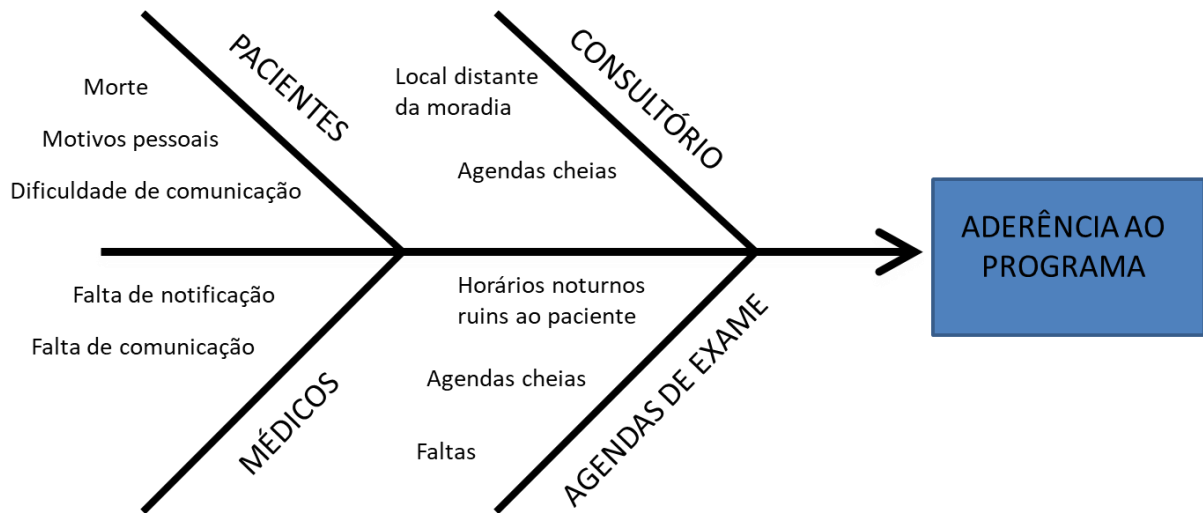 PACIENTES
Morte
Motivos pessoais
Dificuldade de comunicação
CONSULTÓRIO
Local distante
da moradia
Agendas cheias
ADERÊNCIA AO
PROGRAMA
Falta de notificação
Falta de comunicação
MÉDICOS
Horários noturnos
ruins ao paciente
Agendas cheias
Faltas
AGENDAS DE EXAME